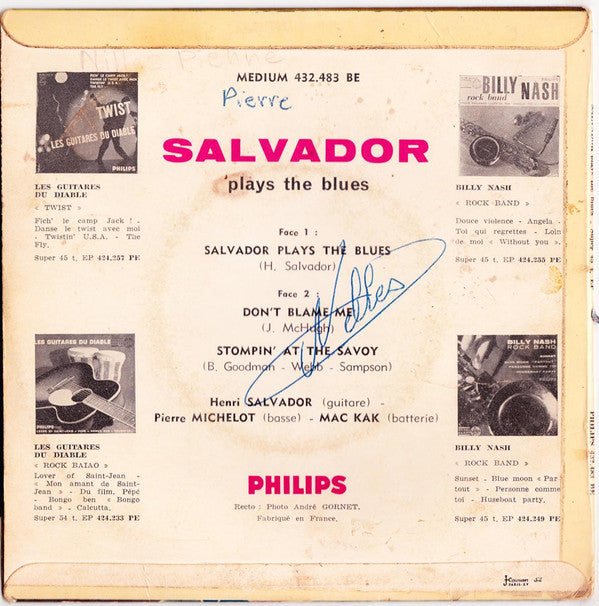 MEDIUM 432.483 BE
Pierre
SALVADOR
plays the blues
Face 1 :
SALVADOR PLAYS THE BLUES
(H. Salvador)
Face 2 :
DON'T BLAME ME
(J. McHugh)
STOMPIN' AT THE SAVOY
(B. Goodman - Webb - Sampson)
Henri SALVADOR (guitare) -
Pierre MICHELOT (basse) - MAC KAK (batterie)
PHILIPS
Recto : Photo André GORNET.
Fabriqué en France.
TWIST
LES GUITARES DU DIABLE
PHILIPS
LES GUITARES
DU DIABLE
« TWIST »
Fich' le camp Jack ! -
Danse le twist avec moi
- Twistin' U.S.A. - The
Fly.
Super 45 t. EP 424.257 PE
LES GUITARES DU DIABLE
LES GUITARES
DU DIABLE
« ROCK BAIAO »
Lover of Saint-Jean -
« Mon amant de Saint-
Jean » - Du film, Pépé
- Bongo ben « Bongo
band » - Calcutta.
Super 54 t. EP 424.233 PE
BILLY NASH
rock band
BILLY NASH
« ROCK BAND »
Douce violence - Angela -
Toi qui regrettes - Loin
de moi « Without you ».
Super 45 t. EP 424.255 PE
BILLY NASH
ROCK BAND
BILLY NASH
« ROCK BAND »
Sunset - Blue moon « Par-
tout » - Personne comme
toi - Huseboat party.
Super 45 t. EP 424.249 PE